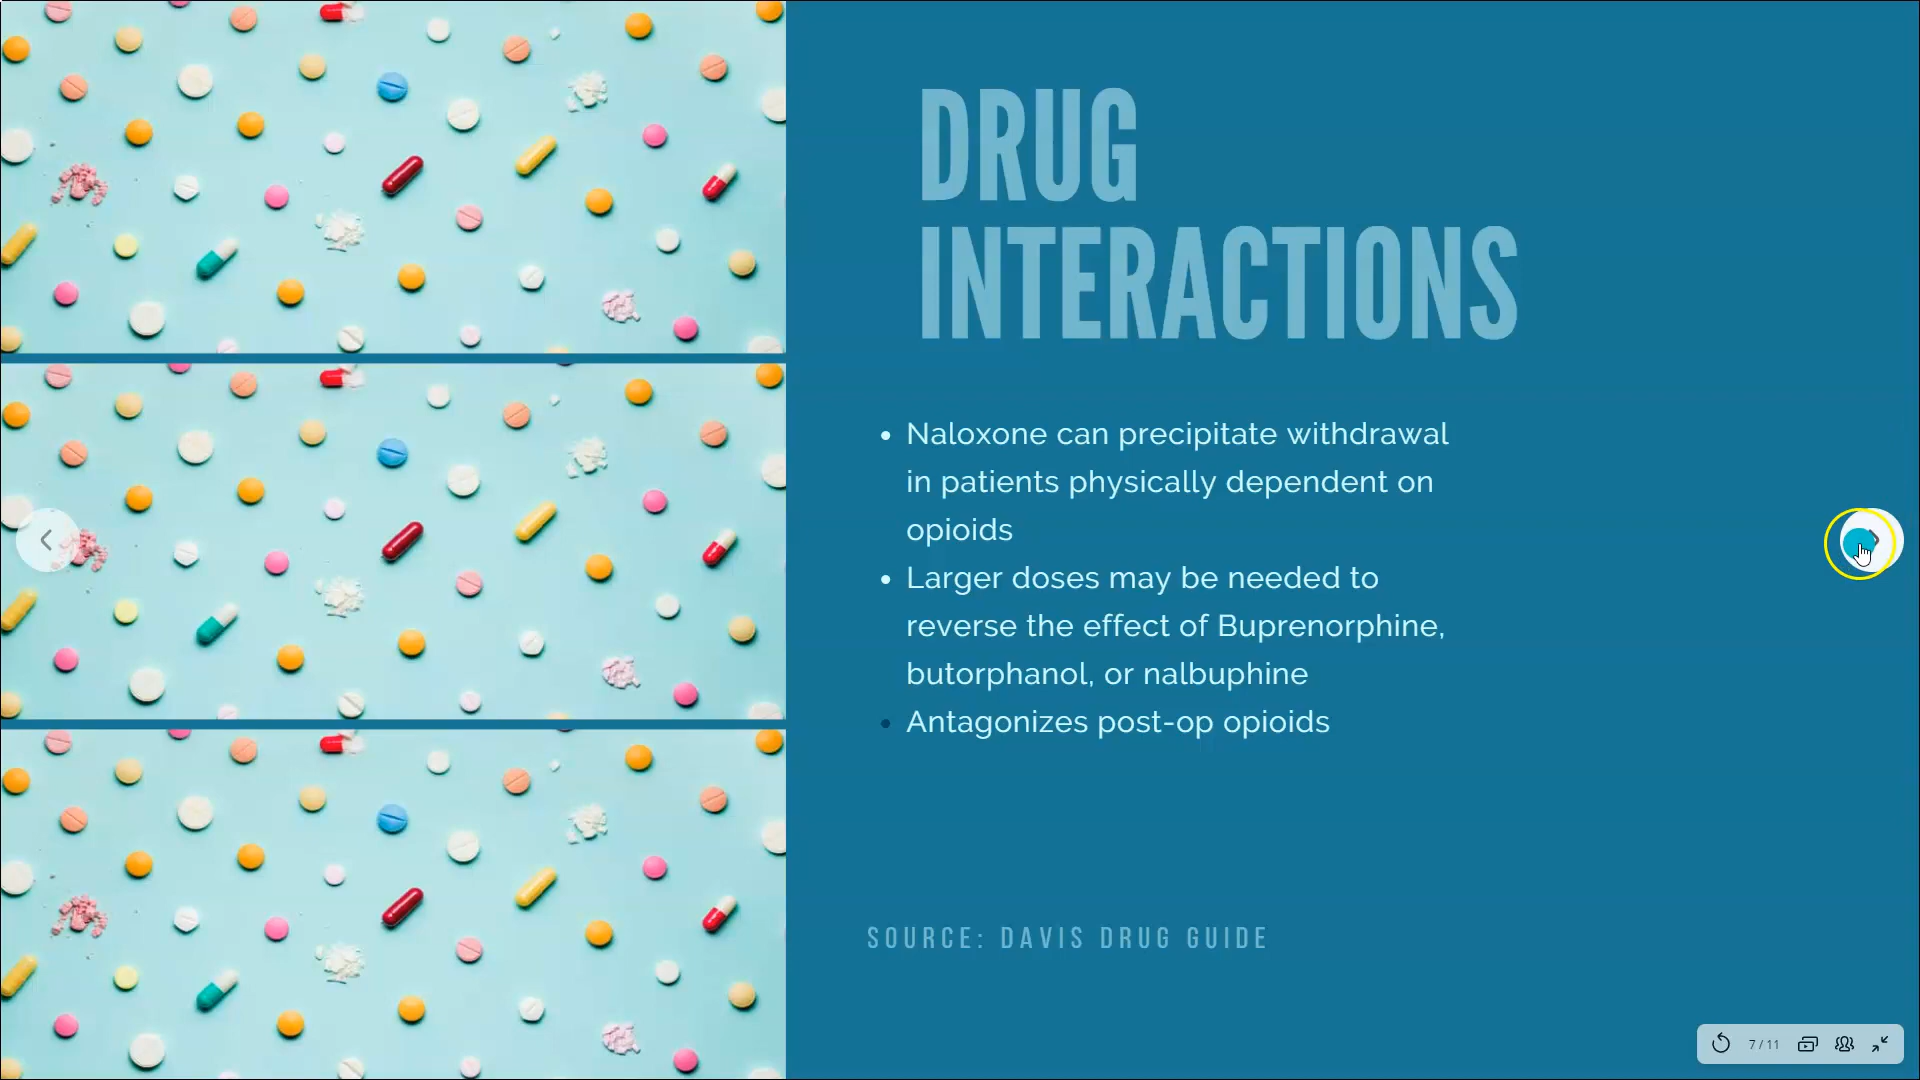 DRUG
INTERACTIONS
• Naloxone can precipitate withdrawal
in patients physically dependent on
opioids
• Larger doses may be needed to
reverse the effect of Buprenorphine,
butorphanol, or nalbuphine
• Antagonizes post-op opioids
SOURCE: DAVIS DRUG GUIDE
7 / 11